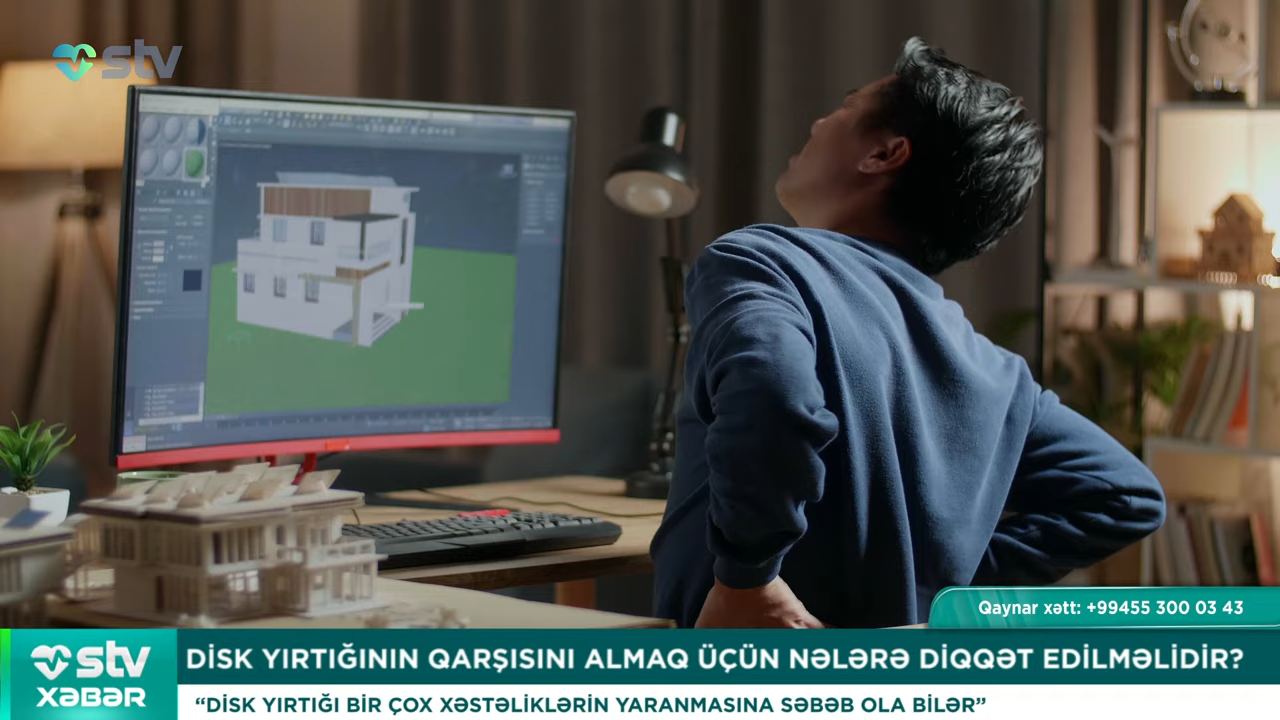 stv
Qaynar xətt: +99455 300 03 43
stv
XƏBƏR
DİSK YIRTIĞININ QARŞISINI ALMAQ ÜÇÜN NƏLƏRƏ DİQQƏT EDİLMƏLİDİR?
“DİSK YIRTIĞI BİR ÇOX XƏSTƏLİKLƏRİN YARANMASINA SƏBƏB OLA BİLƏR”